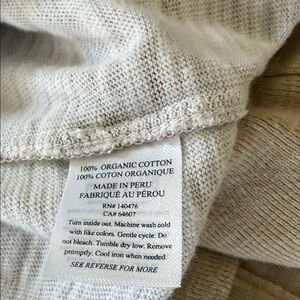 100% ORGANIC COTTON
100% COTON ORGANIQUE
MADE IN PERU
FABRIQUÉ AU PÉROU
RN# 140476
CA# 64607
Turn inside out. Machine wash cold
with like colors. Gentle cycle. Do
not bleach. Tumble dry low. Remove
promptly. Cool iron when needed
SEE REVERSE FOR MORE